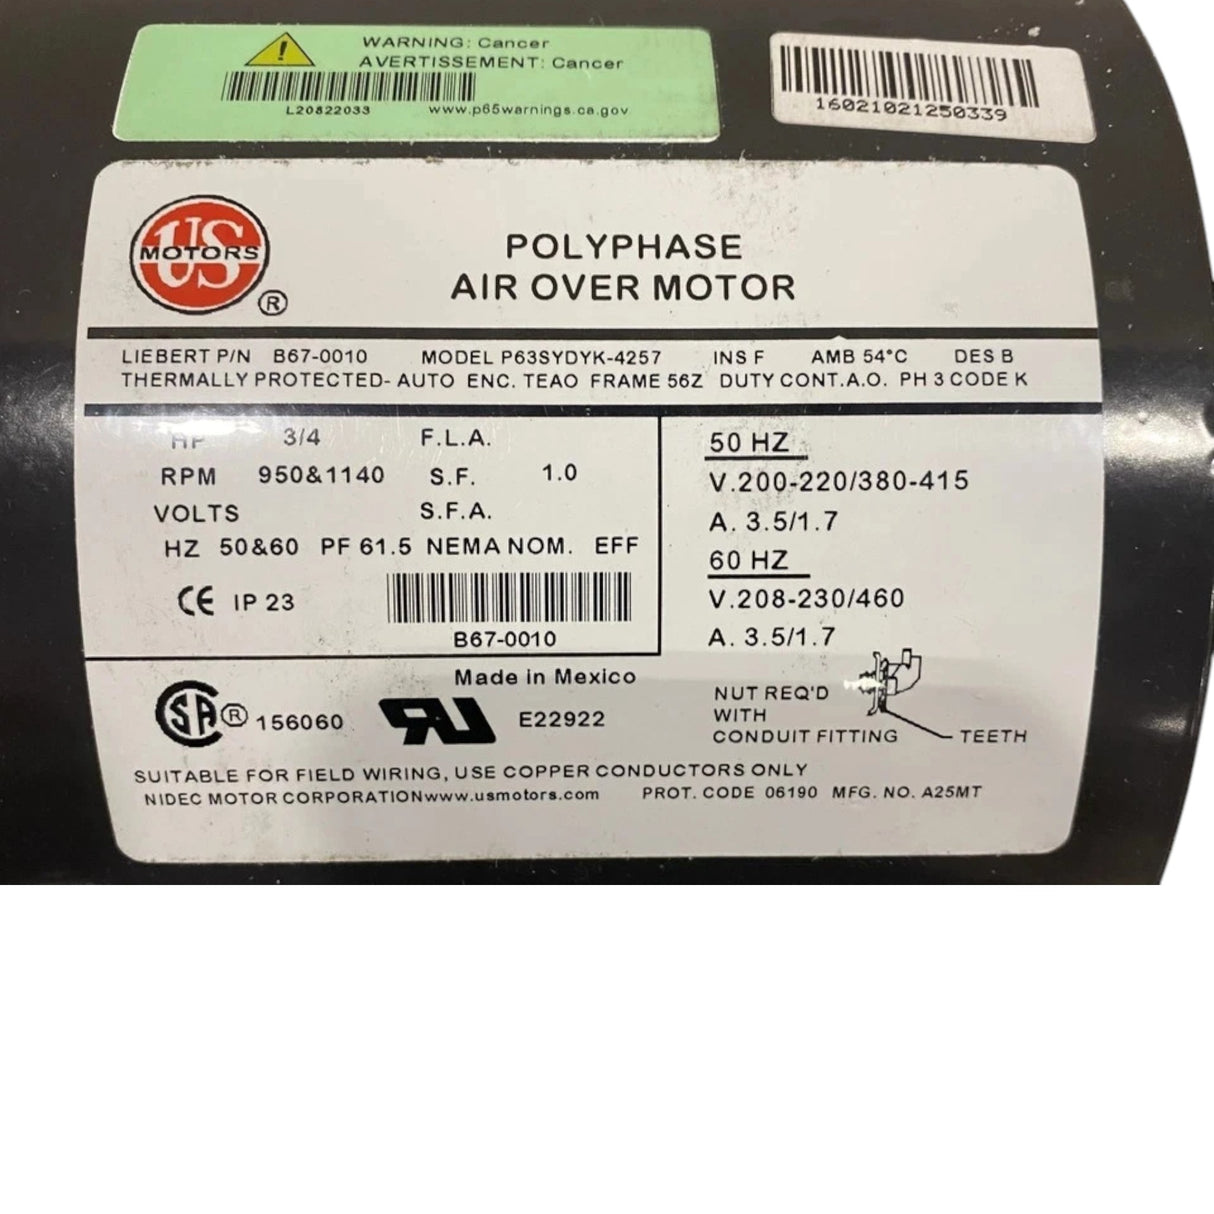 WARNING: Cancer
AVERTISSEMENT: Cancer
L20822033 www.p65warnings.ca.gov
16021021250339
US
MOTORS
®
POLYPHASE
AIR OVER MOTOR
LIEBERT P/N B67-0010 MODEL P63SYDYK-4257 INS F AMB 54°C DES B
THERMALLY PROTECTED- AUTO ENC. TEAO FRAME 56Z DUTY CONT.A.O. PH 3 CODE K
HP 3/4 F.L.A.
RPM 950&1140 S.F. 1.0
VOLTS S.F.A.
HZ 50&60 PF 61.5 NEMA NOM. EFF
CE IP 23
B67-0010
50 HZ
V.200-220/380-415
A. 3.5/1.7
60 HZ
V.208-230/460
A. 3.5/1.7
NUT REQ'D
WITH
CONDUIT FITTING TEETH
Made in Mexico
SA ® 156060 RU E22922
SUITABLE FOR FIELD WIRING, USE COPPER CONDUCTORS ONLY
NIDEC MOTOR CORPORATION www.usmotors.com PROT. CODE 06190 MFG. NO. A25MT